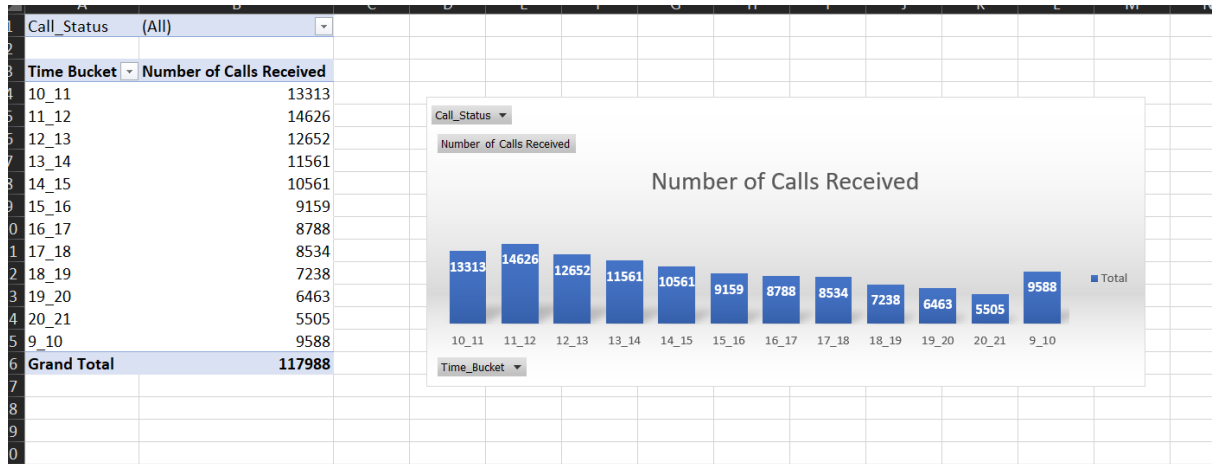 Call_Status (All)
Time Bucket Number of Calls Received
10_11 13313
11_12 14626
12_13 12652
13_14 11561
14_15 10561
15_16 9159
16_17 8788
17_18 8534
18_19 7238
19_20 6463
20_21 5505
9_10 9588
Grand Total 117988
Call_Status
Number of Calls Received
Number of Calls Received
13313 14626 12652 11561 10561 9159 8788 8534 7238 6463 5505 9588
Total
10_11 11_12 12_13 13_14 14_15 15_16 16_17 17_18 18_19 19_20 20_21 9_10
Time_Bucket